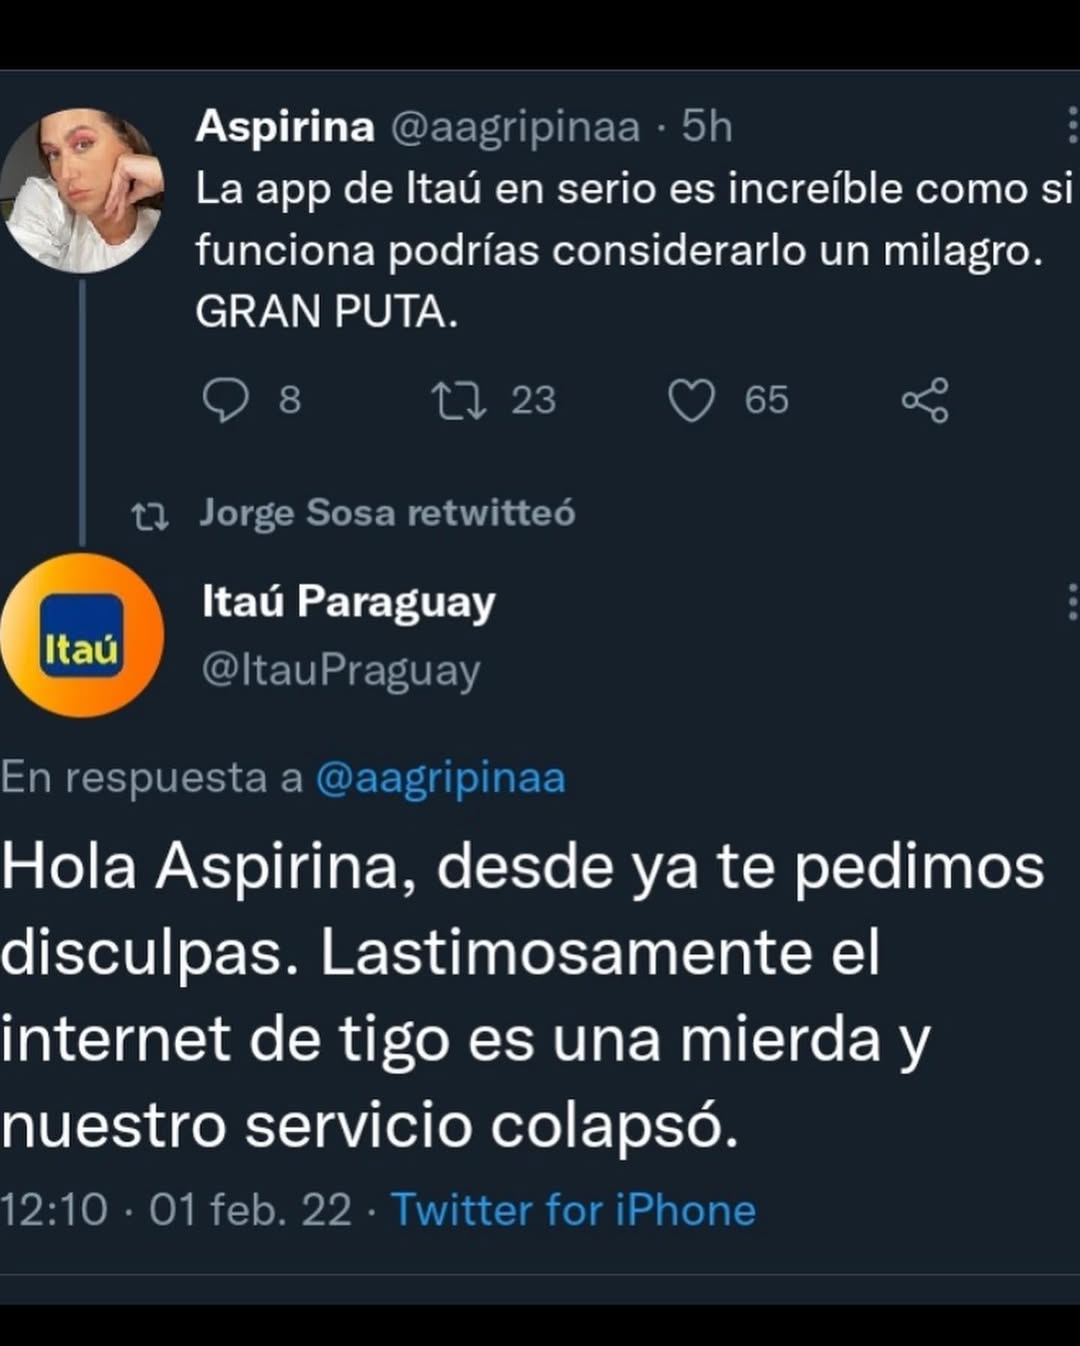 Aspirina @aagripinaa · 5h
La app de Itaú en serio es increíble como si
funciona podrías considerarlo un milagro.
GRAN PUTA.
8 23 65
Jorge Sosa retwitteó
Itaú
Itaú Paraguay
@ItauPraguay
En respuesta a @aagripinaa
Hola Aspirina, desde ya te pedimos
disculpas. Lastimosamente el
internet de tigo es una mierda y
nuestro servicio colapsó.
12:10 · 01 feb. 22 · Twitter for iPhone